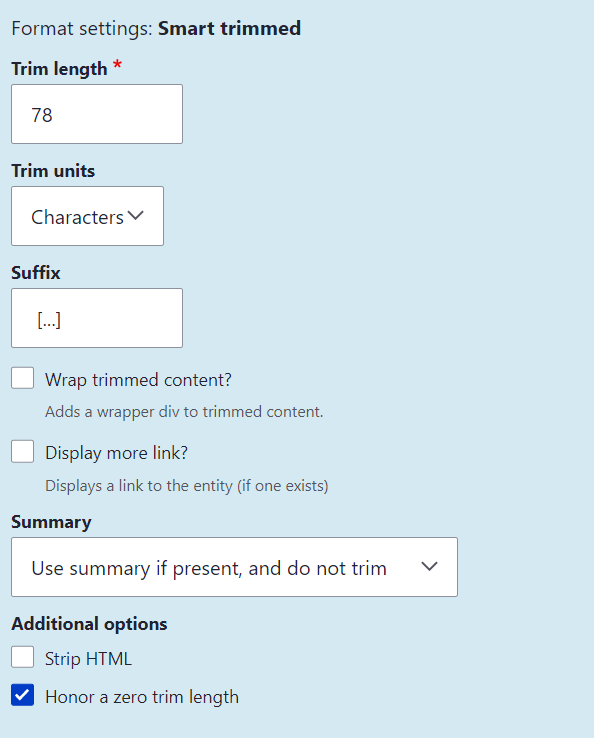 Format settings: Smart trimmed
Trim length *
78
Trim units
Characters
Suffix
[...]
Wrap trimmed content?
Adds a wrapper div to trimmed content.
Display more link?
Displays a link to the entity (if one exists)
Summary
Use summary if present, and do not trim
Additional options
Strip HTML
Honor a zero trim length